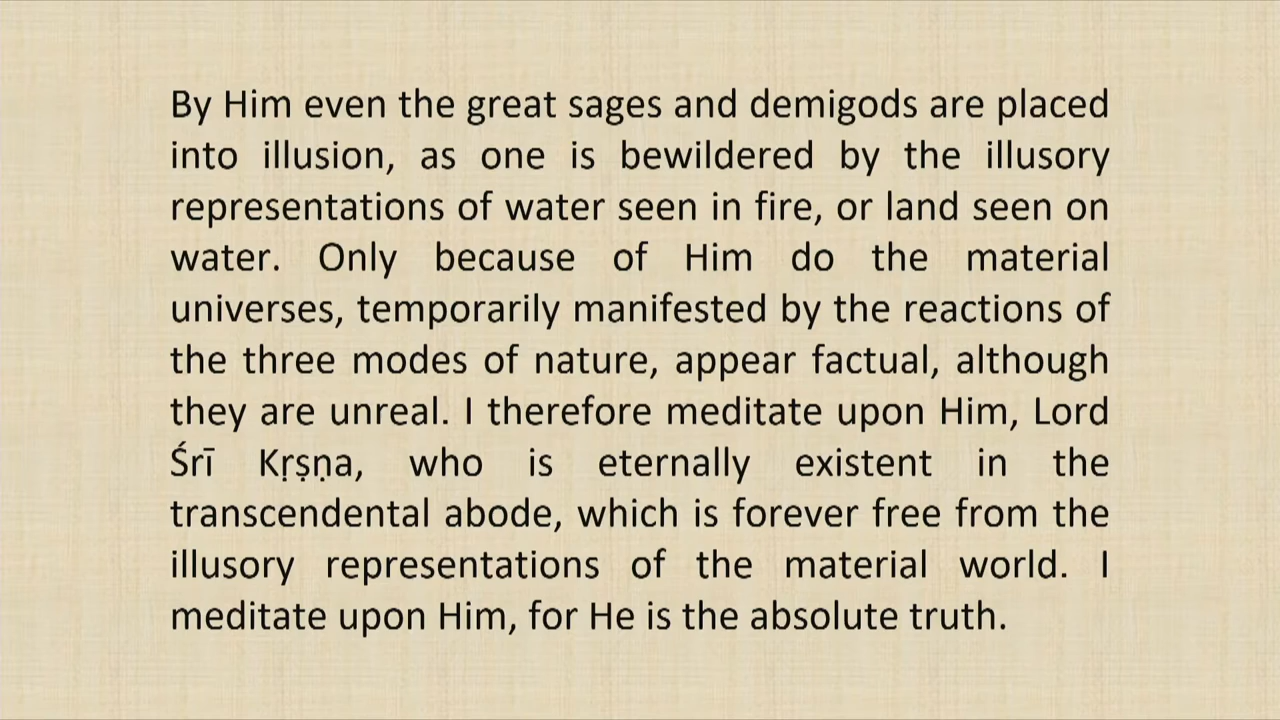 By Him even the great sages and demigods are placed
into illusion, as one is bewildered by the illusory
representations of water seen in fire, or land seen on
water. Only because of Him do the material
universes, temporarily manifested by the reactions of
the three modes of nature, appear factual, although
they are unreal. I therefore meditate upon Him, Lord
Śrī Kṛṣṇa, who is eternally existent in the
transcendental abode, which is forever free from the
illusory representations of the material world. I
meditate upon Him, for He is the absolute truth.